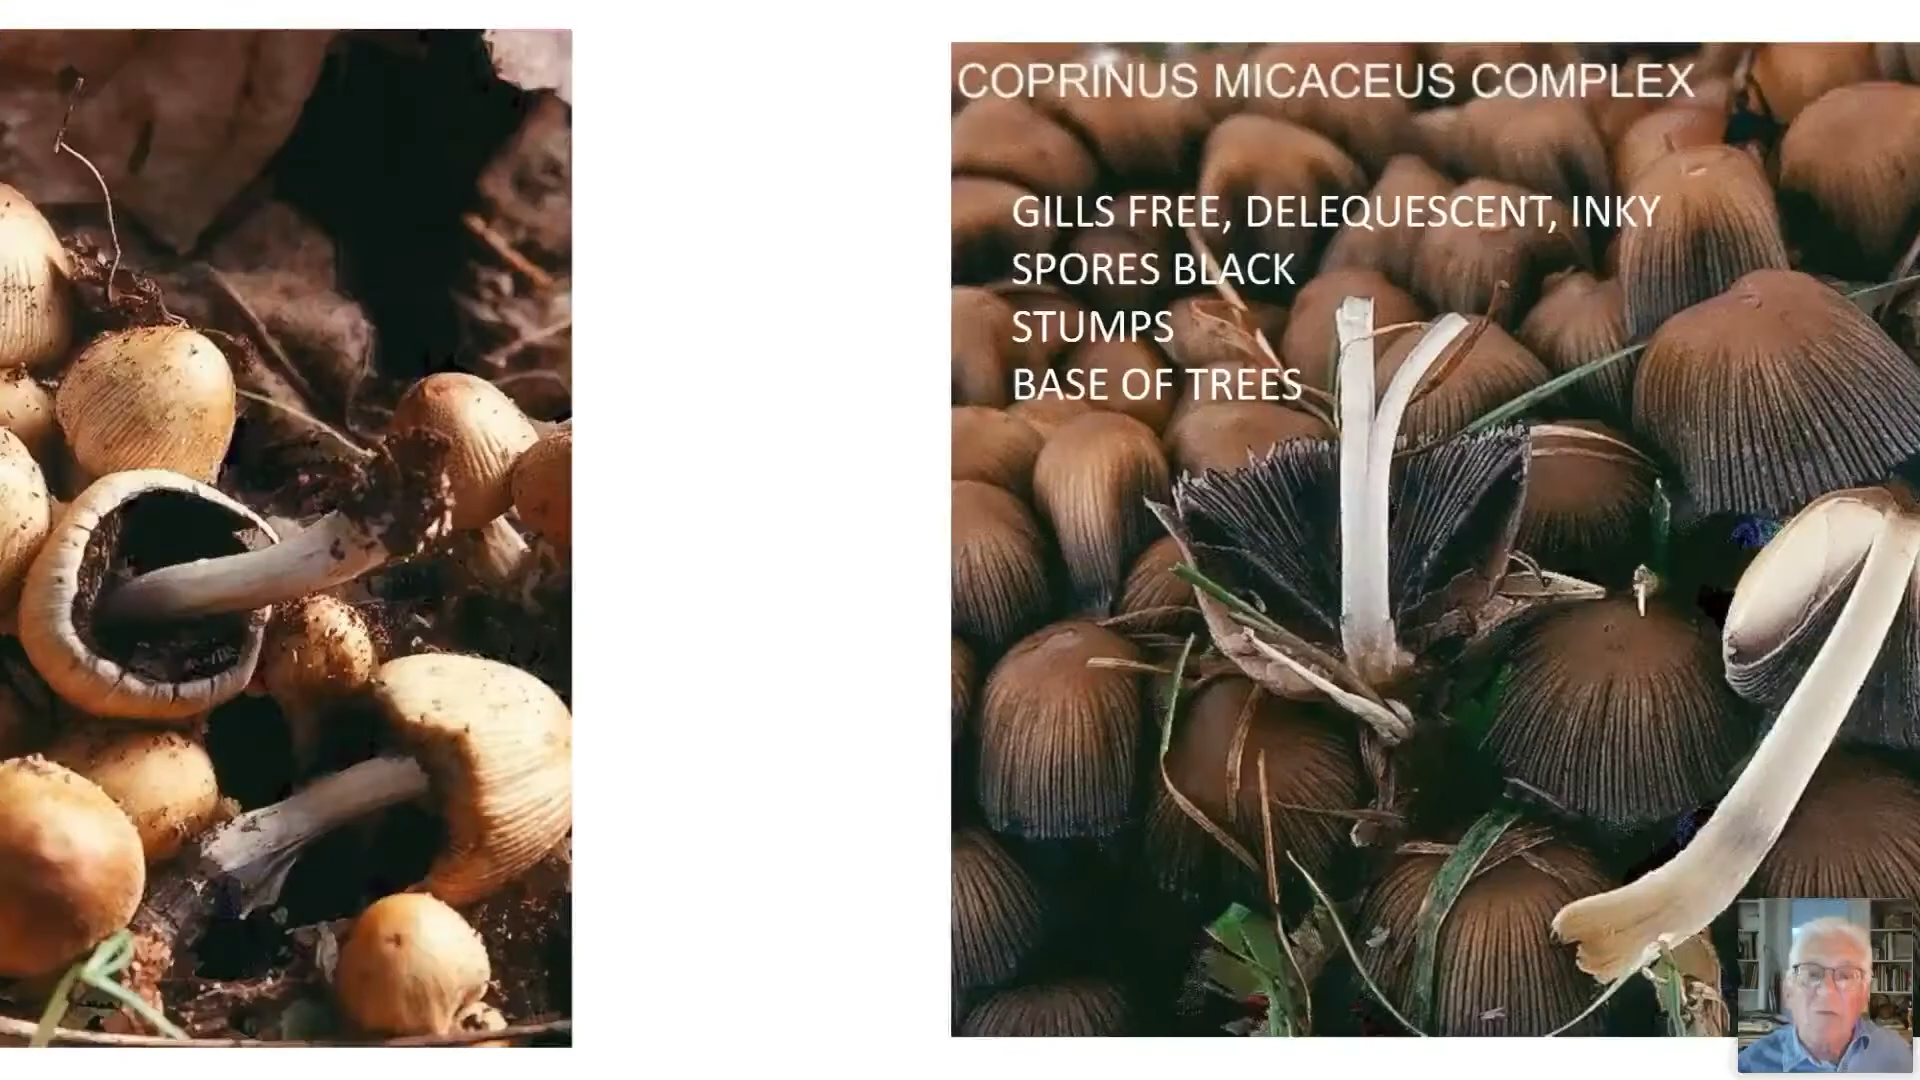 COPRINUS MICACEUS COMPLEX
GILLS FREE, DELEQUESCENT, INKY
SPORES BLACK
STUMPS
BASE OF TREES